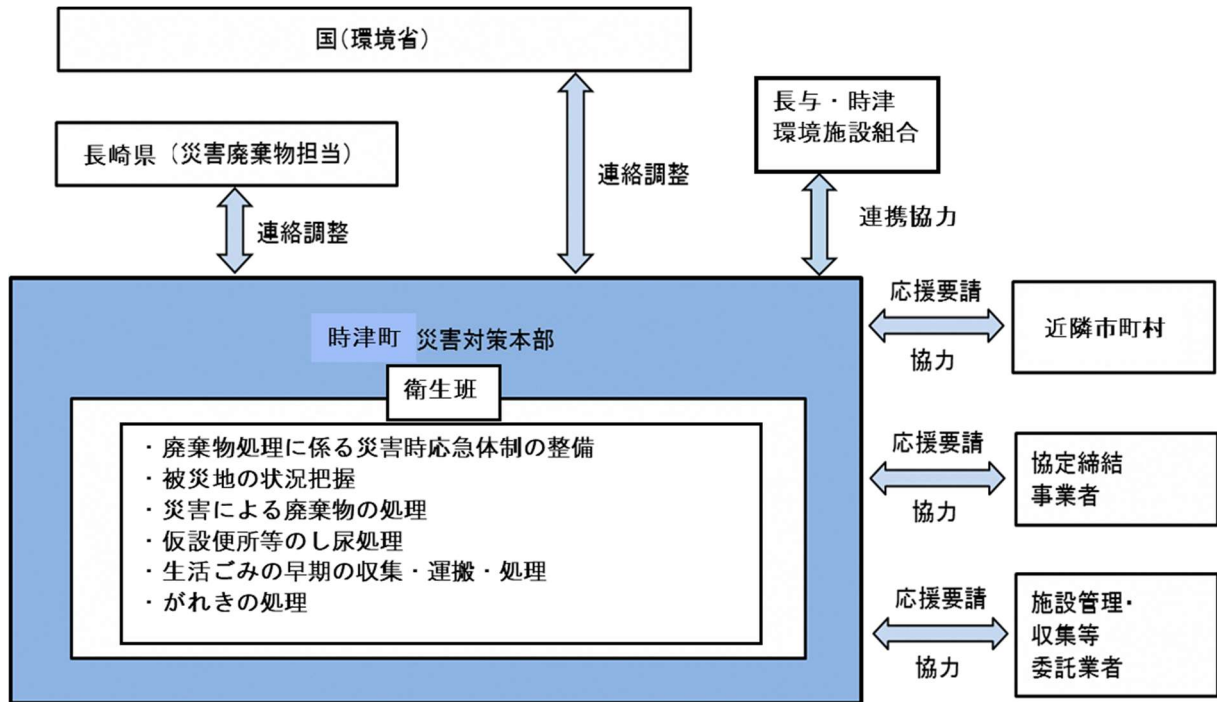 国(環境省)
長与・時津
環境施設組合
長崎県(災害廃棄物担当)
連絡調整
連携協力
連絡調整
応援要請
近隣市町村
協力
時津町 災害対策本部
衛生班
・廃棄物処理に係る災害時応急体制の整備
・被災地の状況把握
・災害による廃棄物の処理
・仮設便所等のし尿処理
・生活ごみの早期の収集・運搬・処理
・がれきの処理
応援要請
協定締結
事業者
協力
応援要請
施設管理・
収集等
委託業者
協力